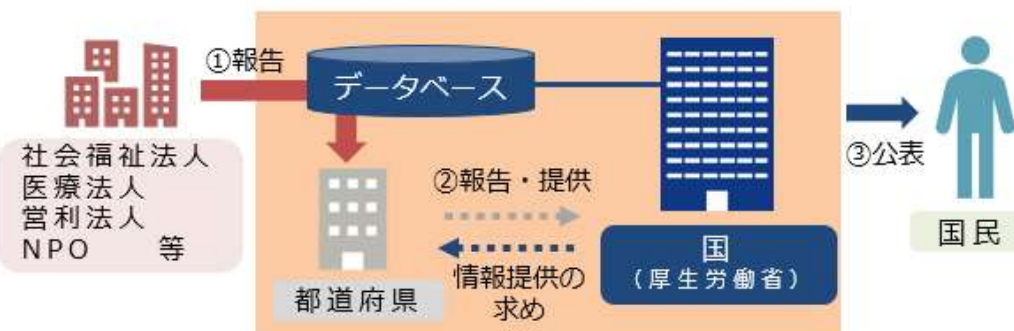 ①報告
データベース
社会福祉法人
医療法人
営利法人
NPO 等
②報告・提供
③公表
情報提供の
求め
都道府県
国
(厚生労働省)
国民